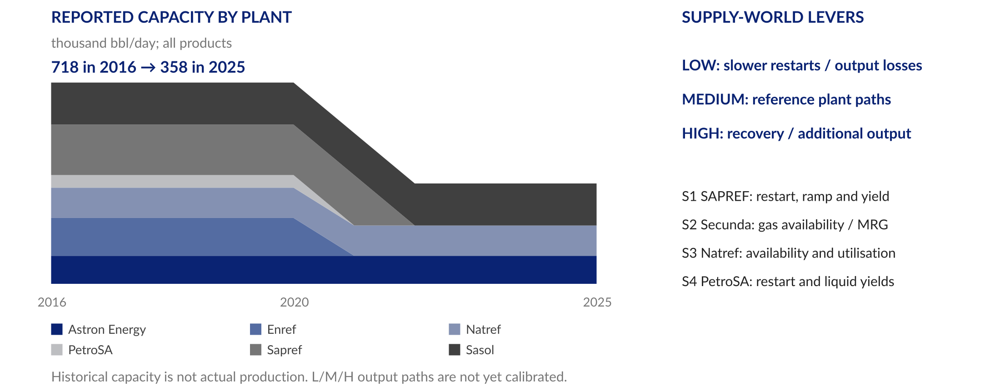 REPORTED CAPACITY BY PLANT
thousand bbl/day; all products
718 in 2016 → 358 in 2025
2016
2020
2025
Astron Energy
Enref
Natref
PetroSA
Sapref
Sasol
Historical capacity is not actual production. L/M/H output paths are not yet calibrated.
SUPPLY-WORLD LEVERS
LOW: slower restarts / output losses
MEDIUM: reference plant paths
HIGH: recovery / additional output
S1 SAPREF: restart, ramp and yield
S2 Secunda: gas availability / MRG
S3 Natref: availability and utilisation
S4 PetroSA: restart and liquid yields